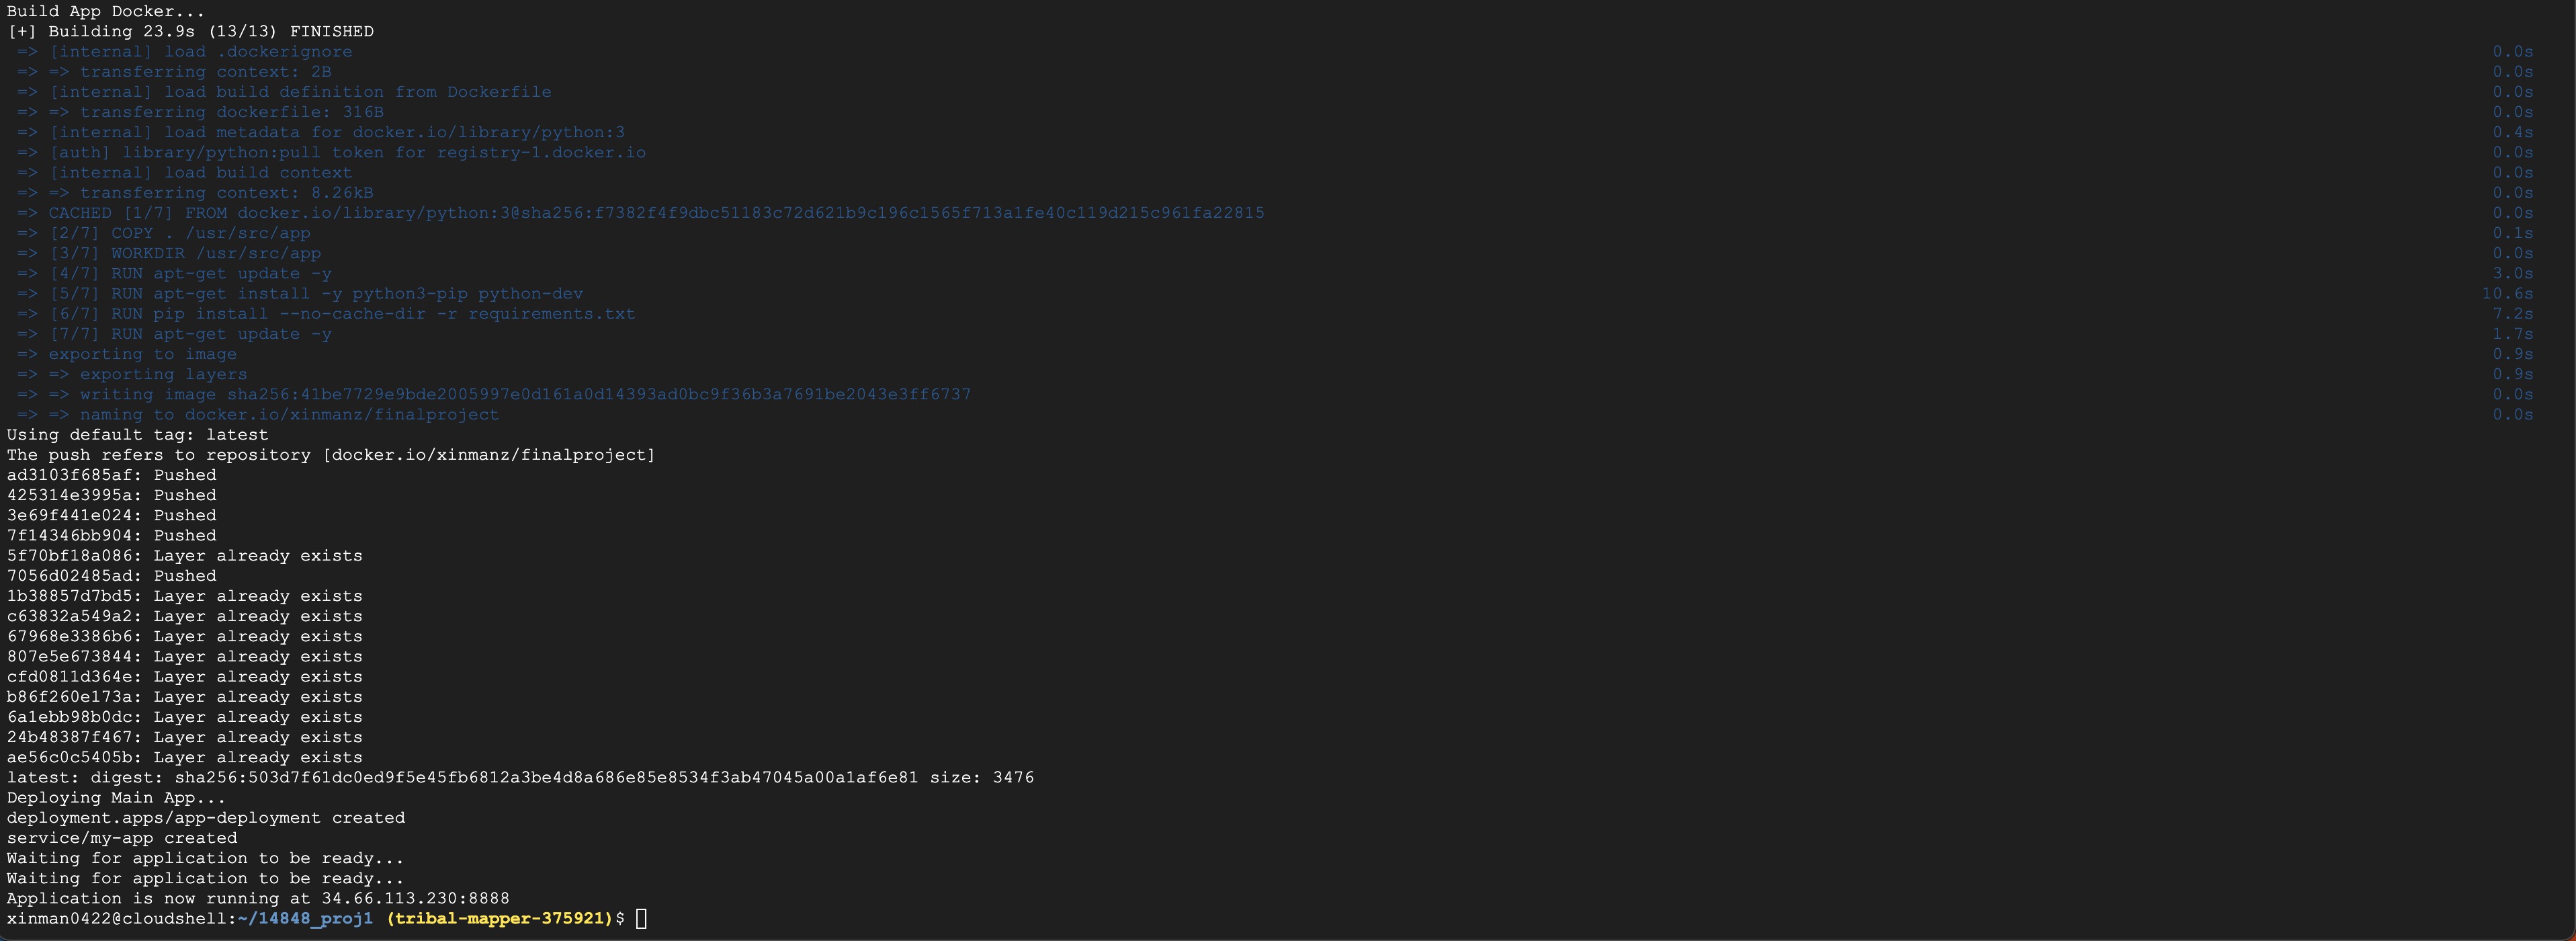 Build App Docker...
[+] Building 23.9s (13/13) FINISHED
=> [internal] load .dockerignore 0.0s
=> => transferring context: 2B 0.0s
=> [internal] load build definition from Dockerfile 0.0s
=> => transferring dockerfile: 316B 0.0s
=> [internal] load metadata for docker.io/library/python:3 0.4s
=> [auth] library/python:pull token for registry-1.docker.io 0.0s
=> [internal] load build context 0.0s
=> => transferring context: 8.26kB 0.0s
=> CACHED [1/7] FROM docker.io/library/python:3@sha256:f7382f4f9dbc51183c72d621b9c196c1565f713a1fe40c119d215c961fa22815 0.0s
=> [2/7] COPY . /usr/src/app 0.1s
=> [3/7] WORKDIR /usr/src/app 0.0s
=> [4/7] RUN apt-get update -y 3.0s
=> [5/7] RUN apt-get install -y python3-pip python-dev 10.6s
=> [6/7] RUN pip install --no-cache-dir -r requirements.txt 7.2s
=> [7/7] RUN apt-get update -y 1.7s
=> exporting to image 0.9s
=> => exporting layers 0.9s
=> => writing image sha256:41be7729e9bde2005997e0d161a0d14393ad0bc9f36b3a7691be2043e3ff6737 0.0s
=> => naming to docker.io/xinmanz/finalproject 0.0s
Using default tag: latest
The push refers to repository [docker.io/xinmanz/finalproject]
ad3103f685af: Pushed
425314e3995a: Pushed
3e69f441e024: Pushed
7f14346bb904: Pushed
5f70bf18a086: Layer already exists
7056d02485ad: Pushed
1b38857d7bd5: Layer already exists
c63832a549a2: Layer already exists
67968e3386b6: Layer already exists
807e5e673844: Layer already exists
cfd0811d364e: Layer already exists
b86f260e173a: Layer already exists
6a1ebb98b0dc: Layer already exists
24b48387f467: Layer already exists
ae56c0c5405b: Layer already exists
latest: digest: sha256:503d7f61dc0ed9f5e45fb6812a3be4d8a686e85e8534f3ab47045a00a1af6e81 size: 3476
Deploying Main App...
deployment.apps/app-deployment created
service/my-app created
Waiting for application to be ready...
Waiting for application to be ready...
Application is now running at 34.66.113.230:8888
xinman0422@cloudshell:~/14848_proj1 (tribal-mapper-375921)$